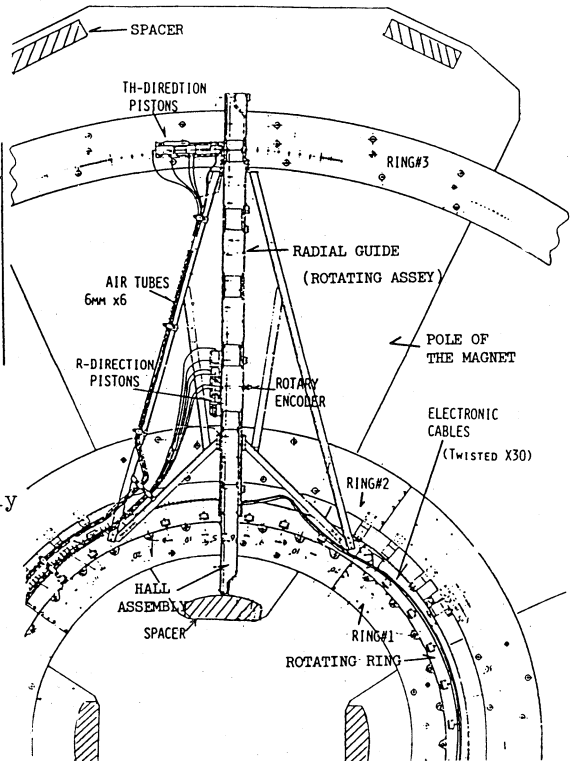 SPACER
TH-DIREDTION
PISTONS
RING#3
RADIAL GUIDE
(ROTATING ASSEY)
AIR TUBES
6MM x6
POLE OF
THE MAGNET
R-DIRECTION
PISTONS
ROTARY
ENCODER
ELECTRONIC
CABLES
(TWISTED X30)
RING#2
y
HALL
ASSEMBLY
SPACER
RING#1
ROTATING RING